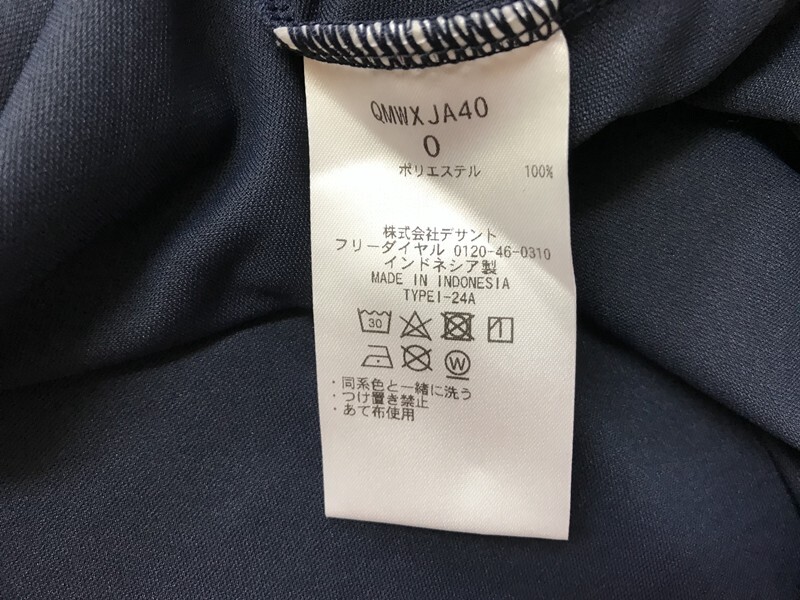 QMWXJA40
0
ポリエステル 100%
株式会社デサント
フリーダイヤル 0120-46-0310
インドネシア製
MADE IN INDONESIA
TYPEI-24A
30
W
・同系色と一緒に洗う
・つけ置き禁止
・あて布使用